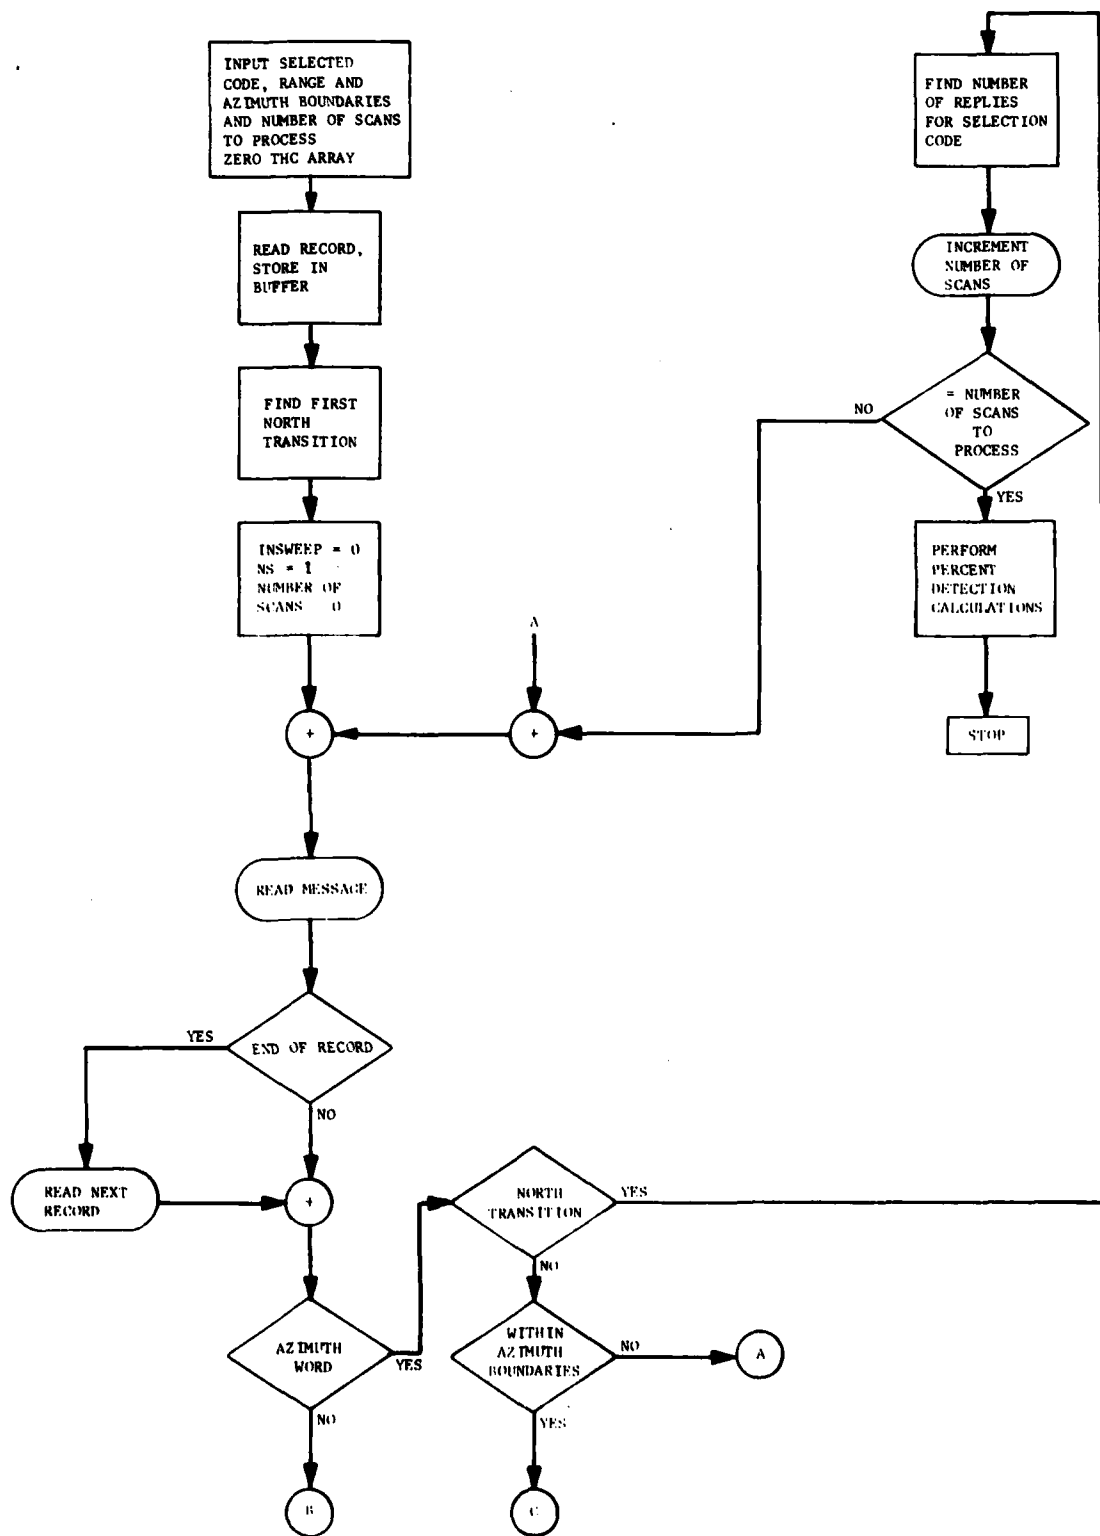 INPUT SELECTED
CODE, RANGE AND
AZIMUTH BOUNDARIES
AND NUMBER OF SCANS
TO PROCESS
ZERO THC ARRAY
READ RECORD,
STORE IN
BUFFER
FIND FIRST
NORTH
TRANSITION
INSWEEP = 0
NS = 1
NUMBER OF
SCANS 0
A
+
+
READ MESSAGE
END OF RECORD
YES
NO
READ NEXT
RECORD
+
AZIMUTH
WORD
YES
NO
B
NORTH
TRANSITION
YES
NO
WITHIN
AZIMUTH
BOUNDARIES
NO
A
YES
C
FIND NUMBER
OF REPLIES
FOR SELECTION
CODE
INCREMENT
NUMBER OF
SCANS
= NUMBER
OF SCANS
TO
PROCESS
NO
YES
PERFORM
PERCENT
DETECTION
CALCULATIONS
STOP